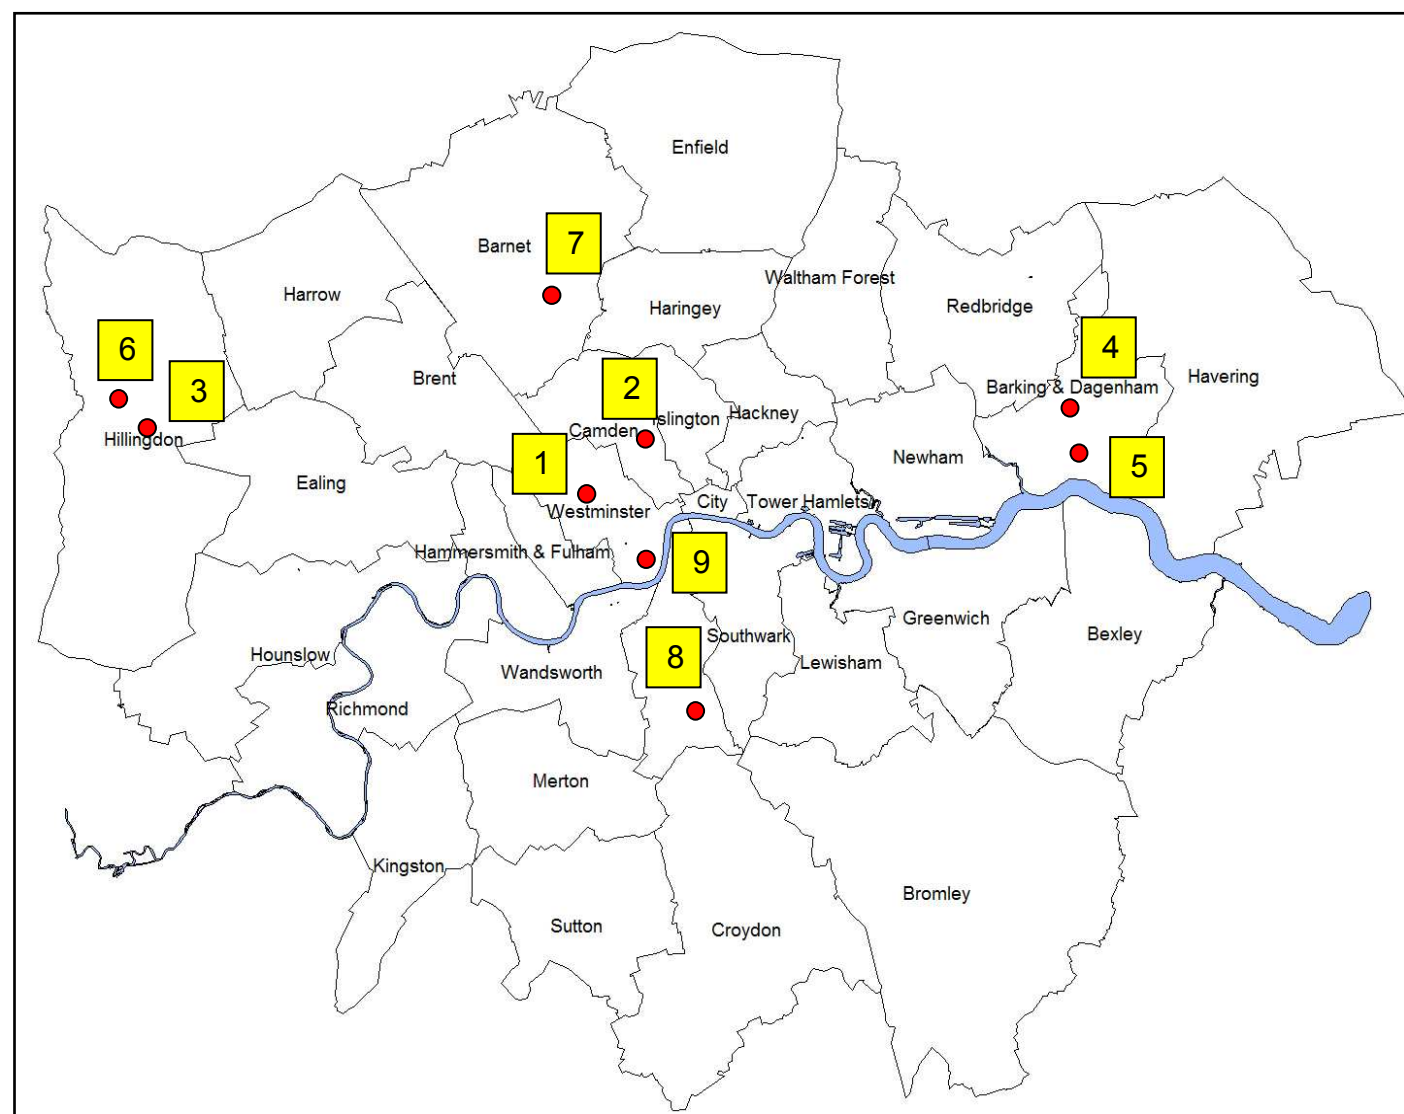 Enfield
7
Barnet
Waltham Forest
Harrow
Haringey
Redbridge
6
3
4
Brent
2
Barking & Dagenham
Havering
Islington
Hackney
Camden
Hillingdon
1
Newham
5
Ealing
City
Tower Hamlets
Westminster
Hammersmith & Fulham
9
Greenwich
Southwark
Bexley
Hounslow
8
Lewisham
Wandsworth
Richmond
Merton
Kingston
Bromley
Sutton
Croydon